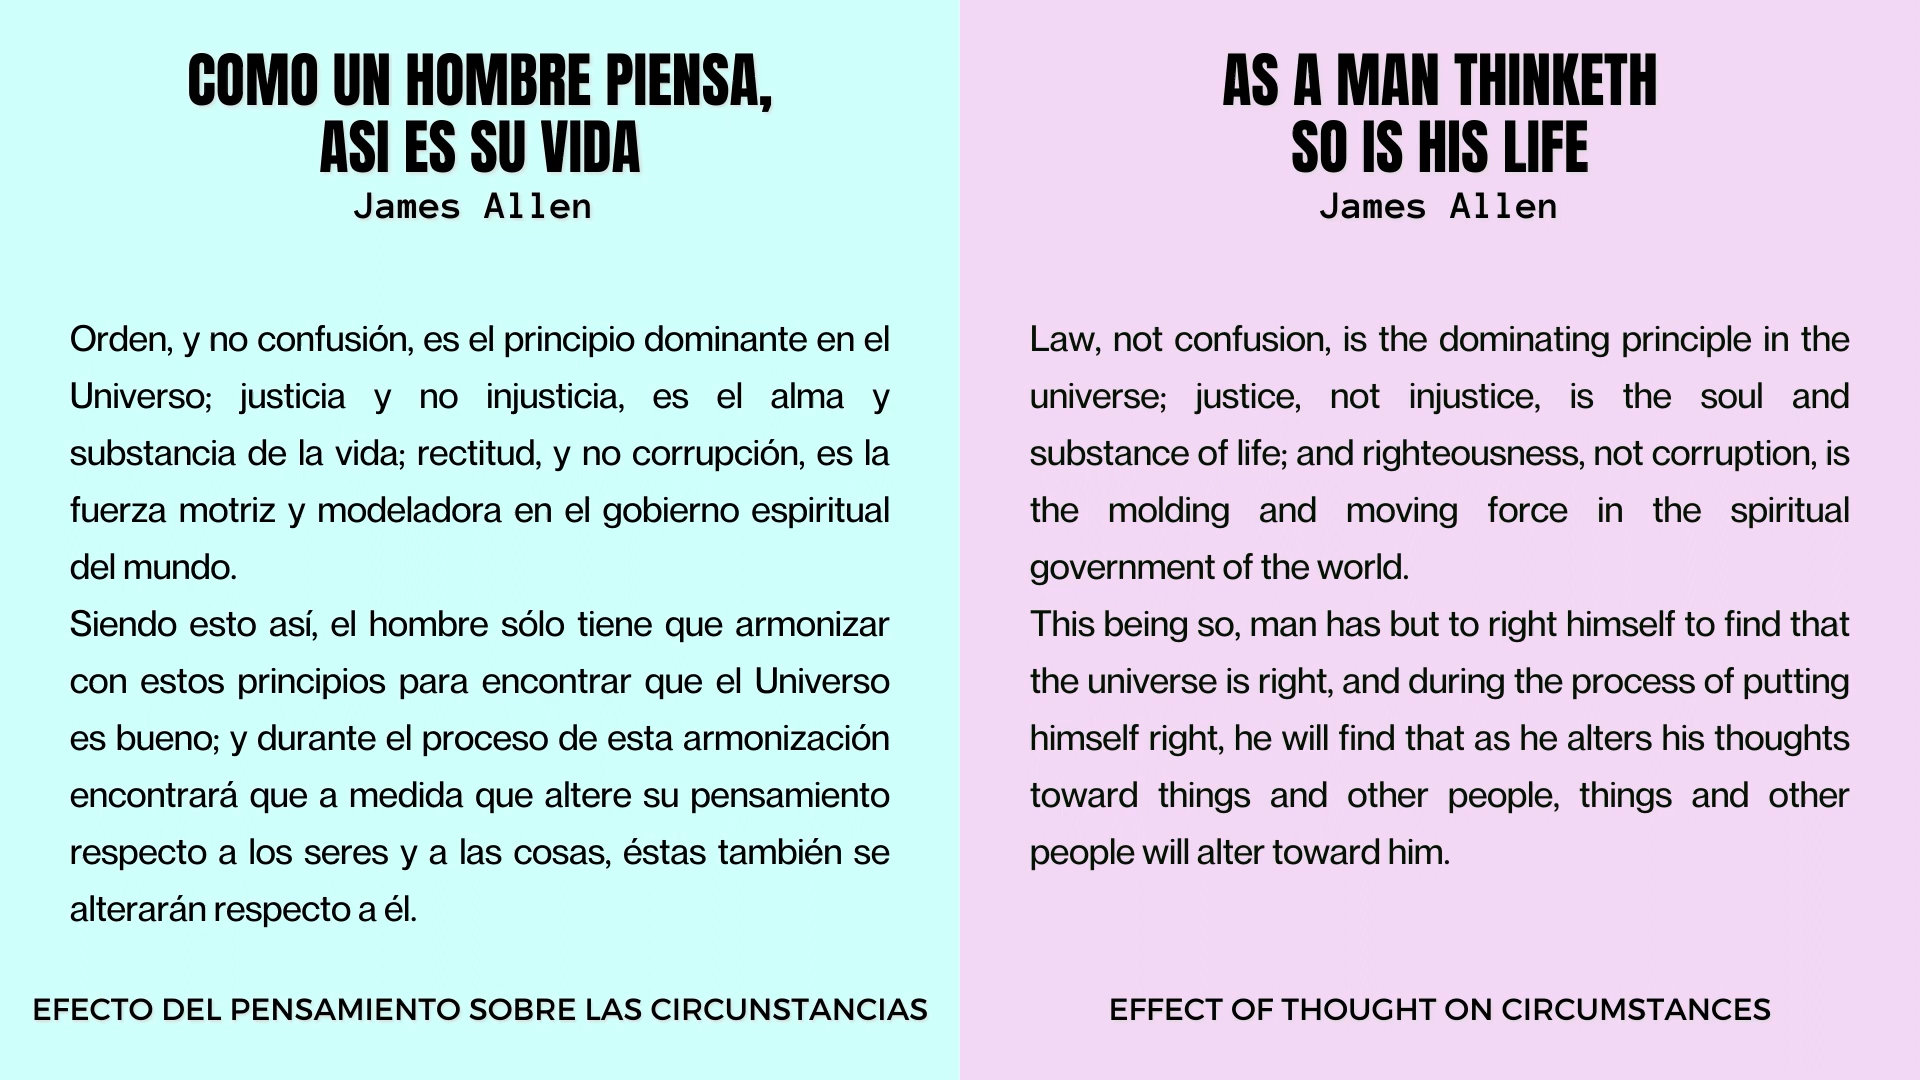 COMO UN HOMBRE PIENSA,
ASI ES SU VIDA
James Allen
Orden, y no confusión, es el principio dominante en el
Universo; justicia y no injusticia, es el alma y
substancia de la vida; rectitud, y no corrupción, es la
fuerza motriz y modeladora en el gobierno espiritual
del mundo.
Siendo esto así, el hombre sólo tiene que armonizar
con estos principios para encontrar que el Universo
es bueno; y durante el proceso de esta armonización
encontrará que a medida que altere su pensamiento
respecto a los seres y a las cosas, éstas también se
alterarán respecto a él.
EFECTO DEL PENSAMIENTO SOBRE LAS CIRCUNSTANCIAS
AS A MAN THINKETH
SO IS HIS LIFE
James Allen
Law, not confusion, is the dominating principle in the
universe; justice, not injustice, is the soul and
substance of life; and righteousness, not corruption, is
the molding and moving force in the spiritual
government of the world.
This being so, man has but to right himself to find that
the universe is right, and during the process of putting
himself right, he will find that as he alters his thoughts
toward things and other people, things and other
people will alter toward him.
EFFECT OF THOUGHT ON CIRCUMSTANCES